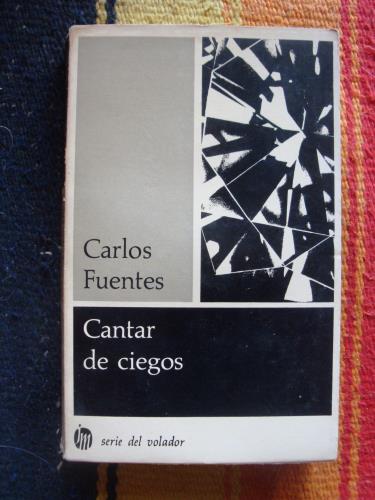 Carlos
Fuentes
Cantar
de ciegos
jm serie del volador